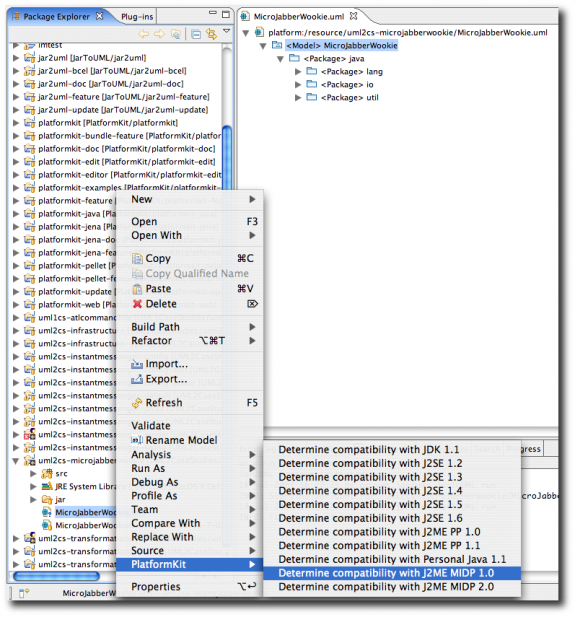 Package Explorer
Plug-ins
imtest
jar2uml [JarToUML/jar2uml]
jar2uml-bcel [JarToUML/jar2uml-bcel]
jar2uml-doc [JarToUML/jar2uml-doc]
jar2uml-feature [JarToUML/jar2uml-feature]
jar2uml-update [JarToUML/jar2uml-update]
platformkit [PlatformKit/platformkit]
platformkit-bundle-feature [PlatformKit/platfor
platformkit-doc [PlatformKit/platformkit-doc]
platformkit-edit [PlatformKit/platformkit-edit]
platformkit-editor [PlatformKit/platformkit-edit
platformkit-examples [PlatformKit/platformkit-
platformkit-feature
platformkit-java [Pla
platformkit-jena [Pla
platformkit-jena-do
platformkit-jena-fea
platformkit-pellet [P
platformkit-pellet-fe
platformkit-update [
platformkit-web [Pla
uml1cs-atlcomman
uml2cs-infrastructu
uml2cs-infrastructu
uml2cs-instantmess
uml2cs-instantmess
uml2cs-instantmess
uml2cs-instantmess
uml2cs-instantmess
uml2cs-instantmess
uml2cs-instantmess
uml2cs-microjabber
src
JRE System Libra
jar
MicroJabberWoo
MicroJabberWoo
uml2cs-transformat
uml2cs-transformat
uml2cs-transformat
MicroJabberWo
MicroJabberWookie.uml
platform:/resource/uml2cs-microjabberwookie/MicroJabberWookie.uml
<Model> MicroJabberWookie
<Package> java
<Package> lang
<Package> io
<Package> util
New
Open F3
Open With
Copy ⌘C
Copy Qualified Name
Paste ⌘V
Delete ⌦
Build Path
Refactor ⌥⌘T
Import...
Export...
Refresh F5
Validate
Rename Model
Analysis
Run As
Debug As
Profile As
Team
Compare With
Replace With
Source
PlatformKit
Properties ⌥↩
Determine compatibility with JDK 1.1
Determine compatibility with J2SE 1.2
Determine compatibility with J2SE 1.3
Determine compatibility with J2SE 1.4
Determine compatibility with J2SE 1.5
Determine compatibility with J2SE 1.6
Determine compatibility with J2ME PP 1.0
Determine compatibility with J2ME PP 1.1
Determine compatibility with Personal Java 1.1
Determine compatibility with J2ME MIDP 1.0
Determine compatibility with J2ME MIDP 2.0